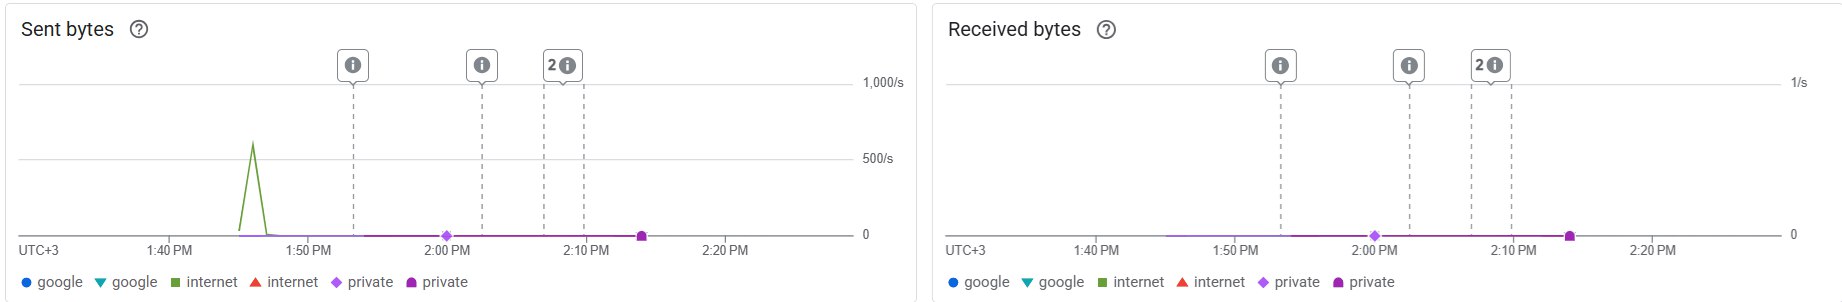 Sent bytes
2
1,000/s
500/s
0
UTC+3 1:40 PM 1:50 PM 2:00 PM 2:10 PM 2:20 PM
google google internet internet private private
Received bytes
2
1/s
0
UTC+3 1:40 PM 1:50 PM 2:00 PM 2:10 PM 2:20 PM
google google internet internet private private